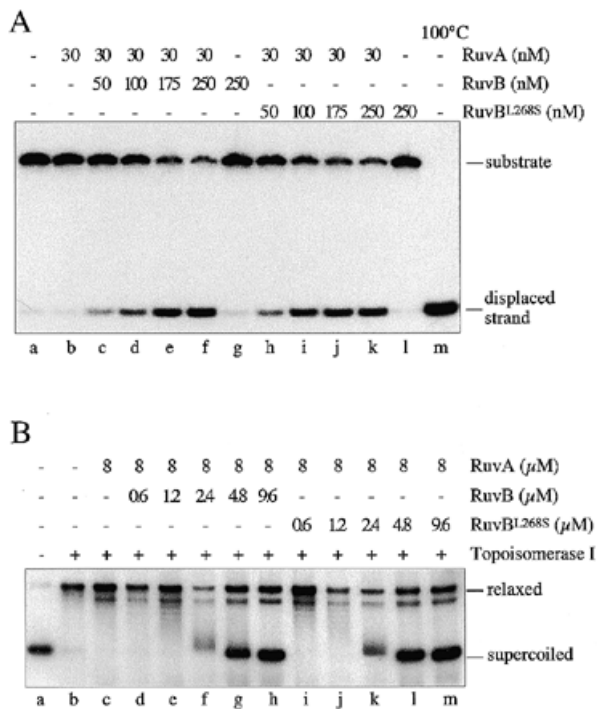 A
100°C
- 30 30 30 30 30 - 30 30 30 30 - - RuvA (nM)
- - 50 100 175 250 250 - - - - - - RuvB (nM)
- - - - - - - 50 100 175 250 250 - RuvBL268S (nM)
substrate
displaced
strand
a b c d e f g h i j k l m
B
- - 8 8 8 8 8 8 8 8 8 8 8 RuvA (µM)
- - - 0.6 1.2 2.4 4.8 9.6 - - - - - RuvB (µM)
- - - - - - - - 0.6 1.2 2.4 4.8 9.6 RuvBL268S (µM)
- + + + + + + + + + + + + Topoisomerase I
relaxed
supercoiled
a b c d e f g h i j k l m